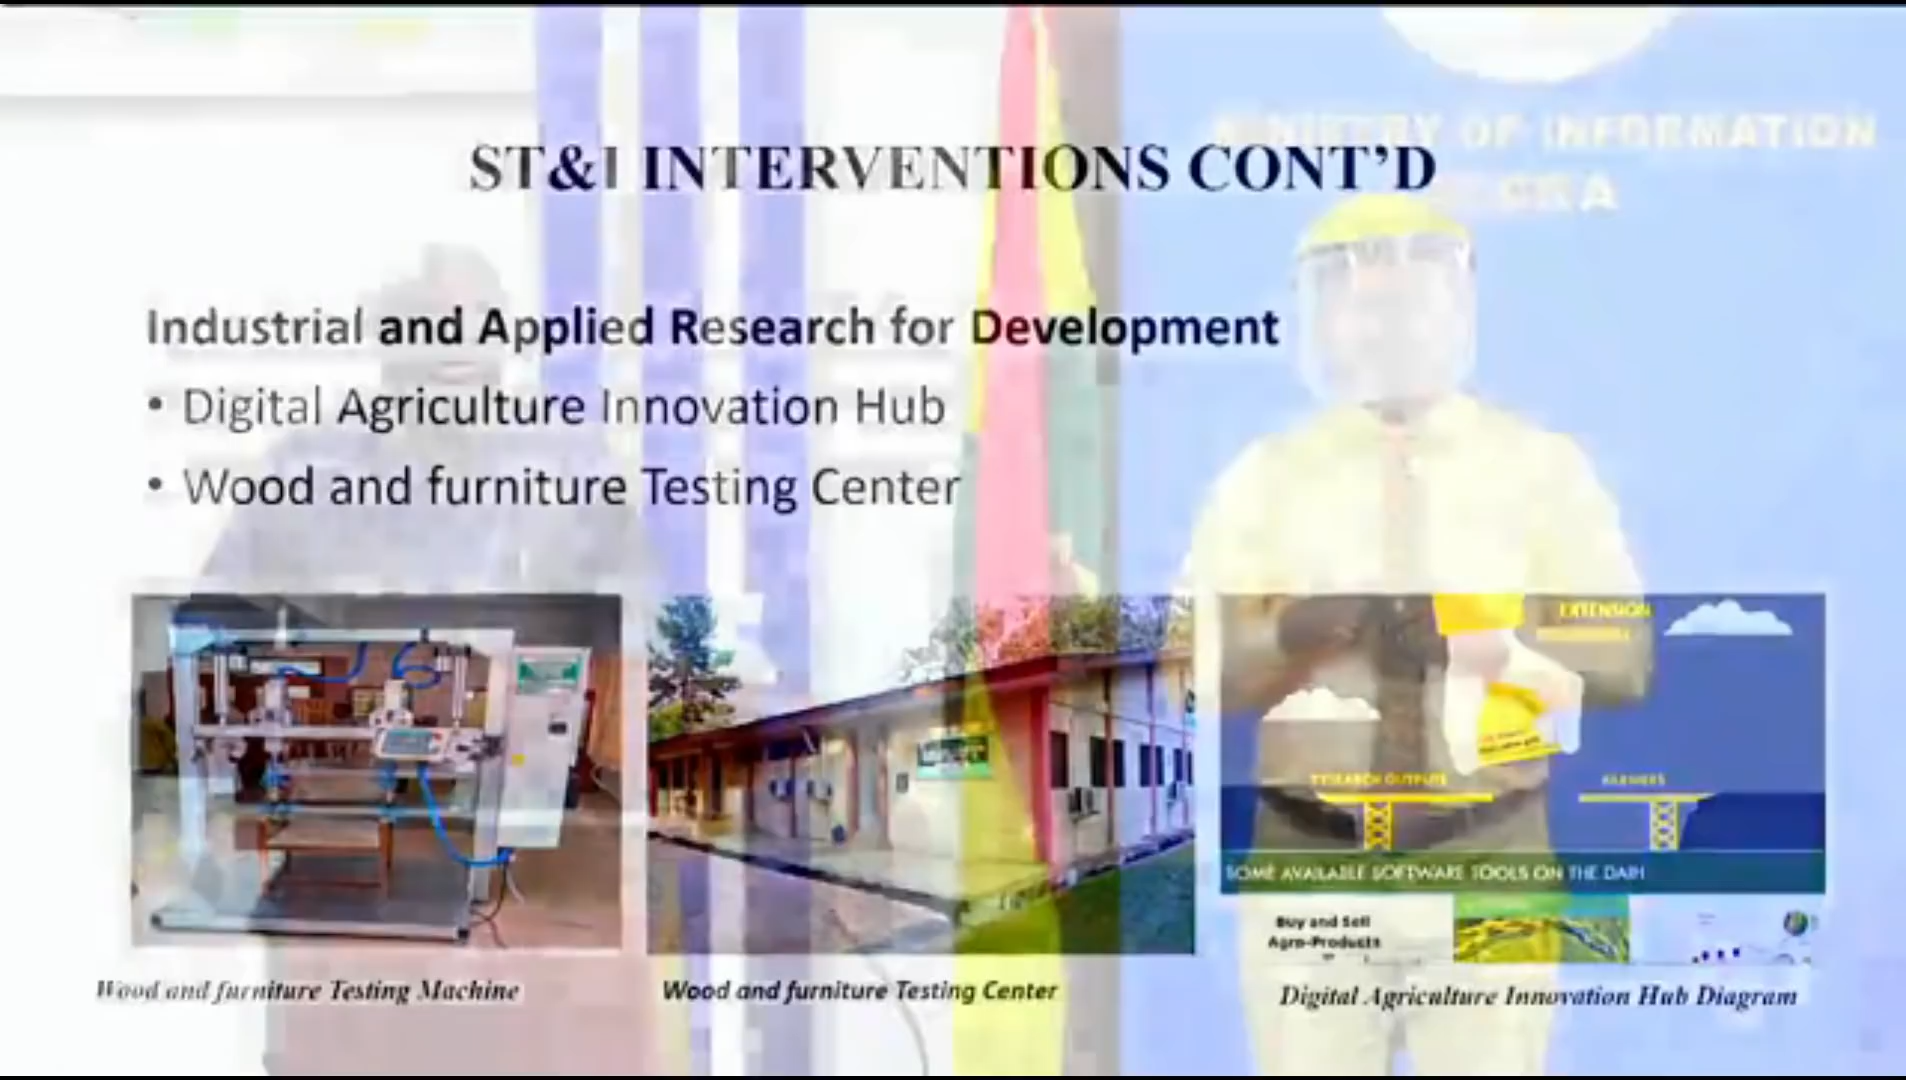 MINISTRY OF INFORMATION
ST&I INTERVENTIONS CONT'D
Industrial and Applied Research for Development
• Digital Agriculture Innovation Hub
• Wood and furniture Testing Center
EXTENSION
RESEARCH OUTPUTS
FARMERS
SOME AVAILABLE SOFTWARE TOOLS ON THE DAIH
Buy and Sell
Agro-Products
Wood and furniture Testing Machine
Wood and furniture Testing Center
Digital Agriculture Innovation Hub Diagram